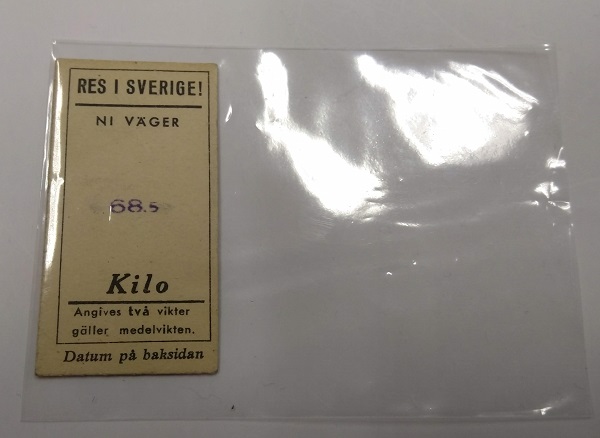 RES I SVERIGE!
NI VÄGER
68.5
Kilo
Angives två vikter
gäller medelvikten.
Datum på baksidan